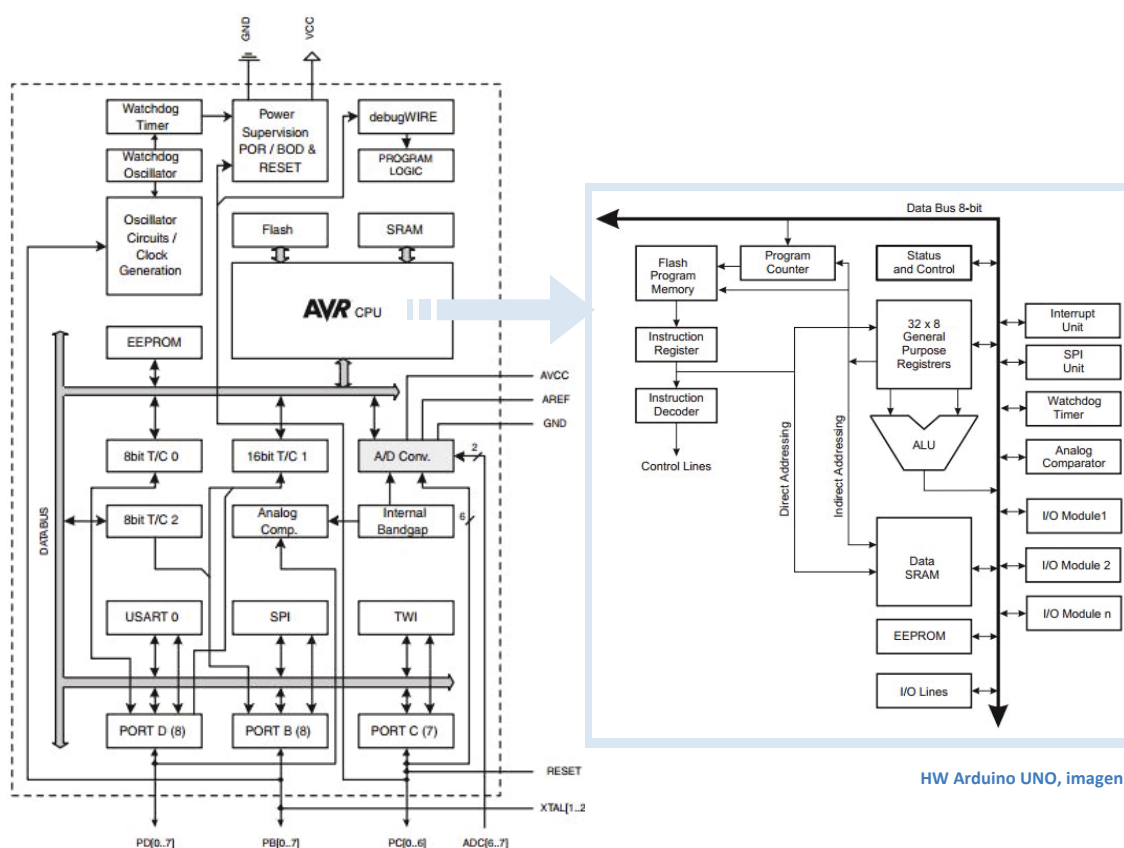 GND
VCC
Watchdog
Timer
Power
Supervision
POR / BOD &
RESET
debugWIRE
Watchdog
Oscillator
PROGRAM
LOGIC
Oscillator
Circuits /
Clock
Generation
Flash
SRAM
AVR CPU
EEPROM
AVCC
AREF
GND
8bit T/C 0
16bit T/C 1
A/D Conv.
2
8bit T/C 2
Analog
Comp.
Internal
Bandgap
6
DATABUS
USART 0
SPI
TWI
PORT D (8)
PORT B (8)
PORT C (7)
RESET
XTAL[1..2
PD[0..7]
PB[0..7]
PC[0..6]
ADC[6..7]
Data Bus 8-bit
Flash
Program
Memory
Program
Counter
Status
and Control
Instruction
Register
32 x 8
General
Purpose
Registrers
Interrupt
Unit
SPI
Unit
Instruction
Decoder
Watchdog
Timer
ALU
Analog
Comparator
Control Lines
Direct Addressing
Indirect Addressing
I/O Module1
Data
SRAM
I/O Module 2
I/O Module n
EEPROM
I/O Lines
HW Arduino UNO, imagen